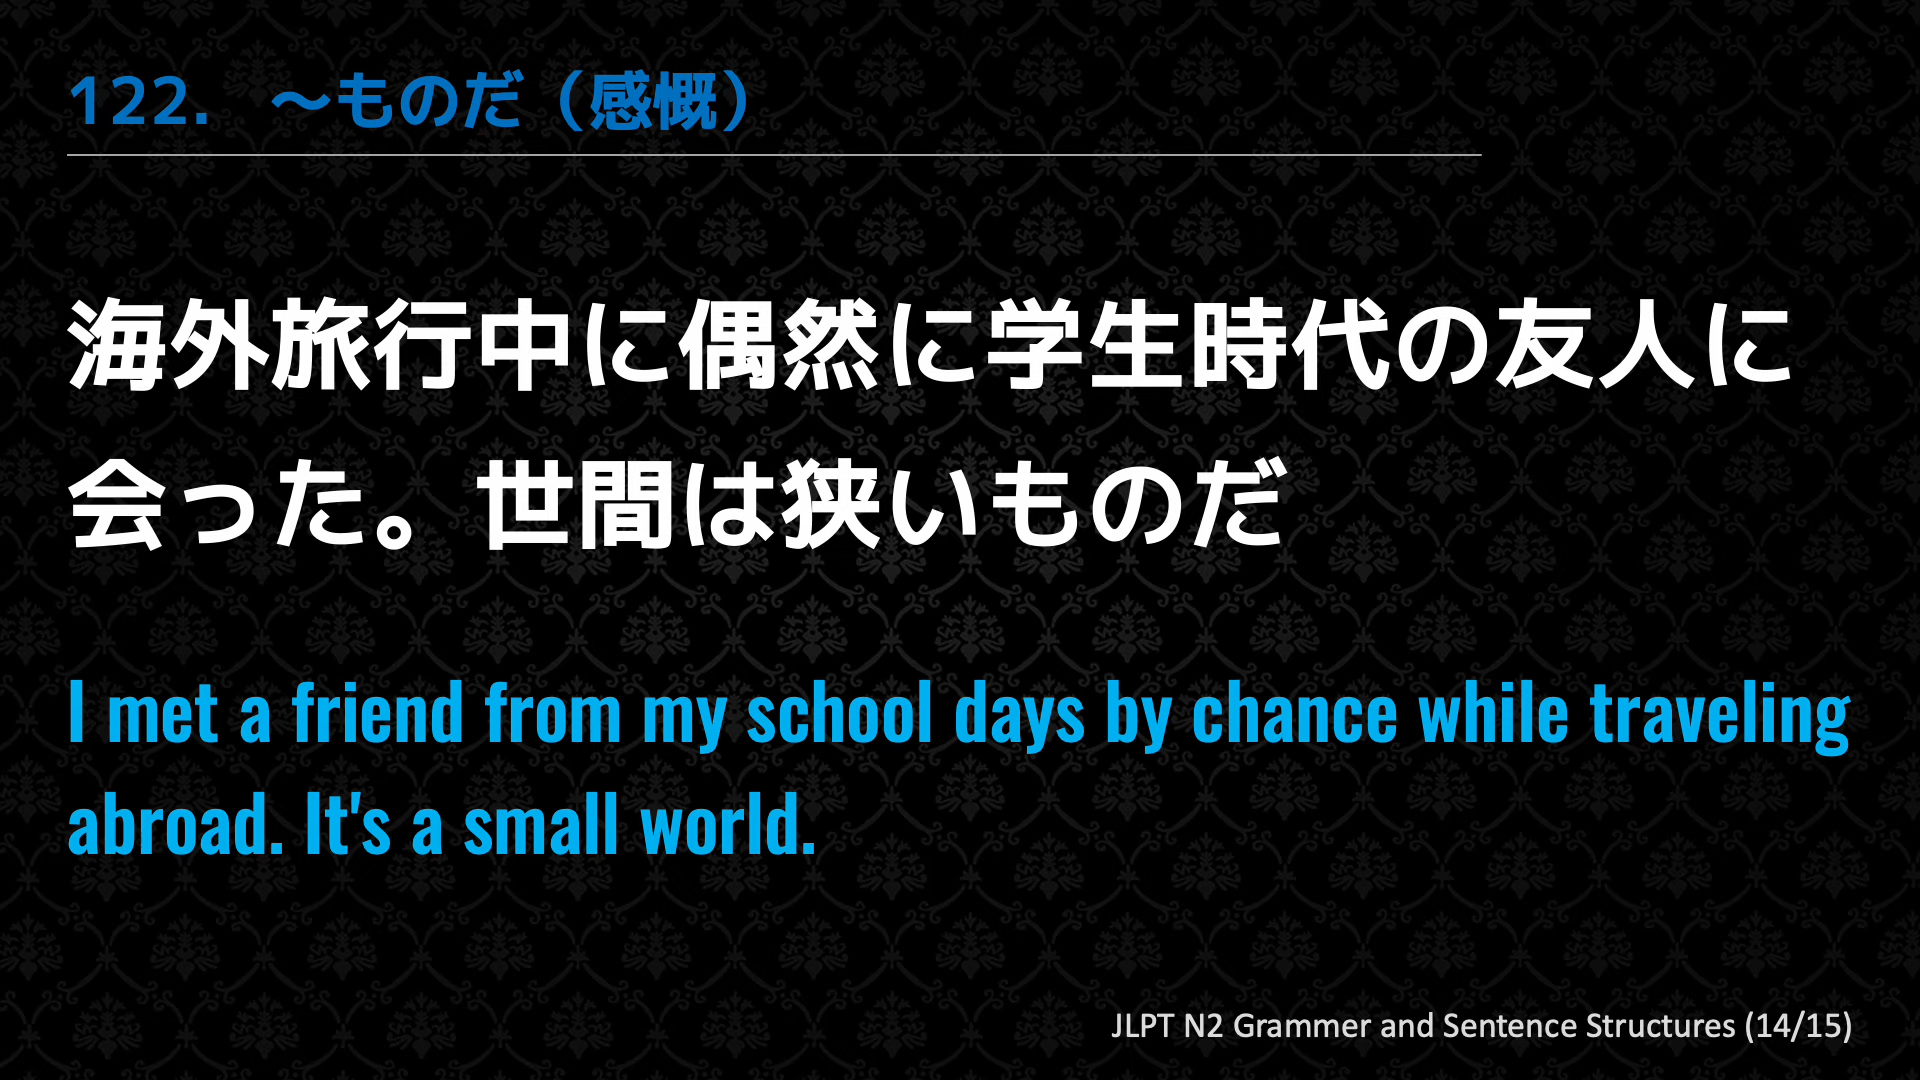 122. ～ものだ（感慨）
海外旅行中に偶然に学生時代の友人に
会った。世間は狭いものだ
I met a friend from my school days by chance while traveling
abroad. It's a small world.
JLPT N2 Grammer and Sentence Structures (14/15)